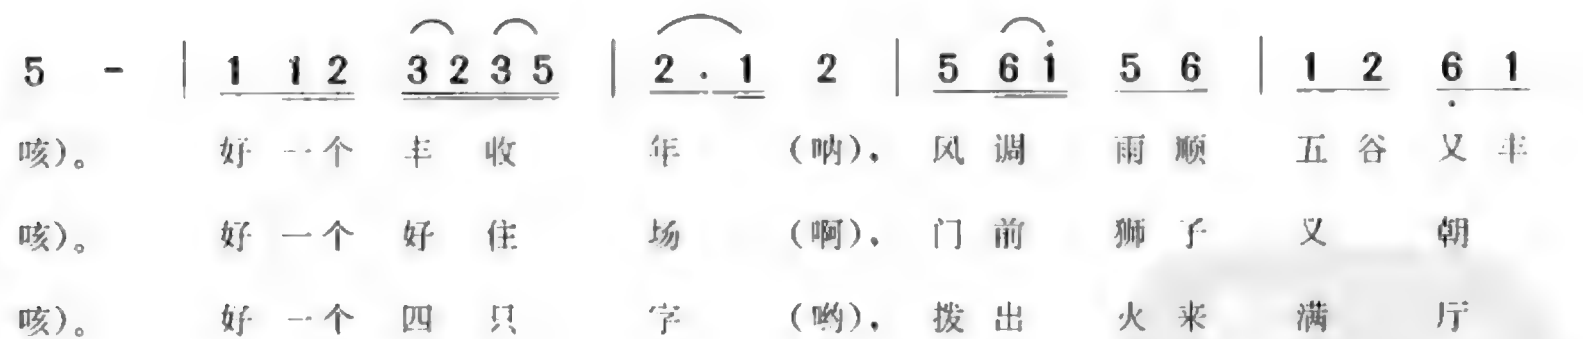 5 - | 1 1 2 3 2 3 5 | 2 . 1 2 | 5 6 i 5 6 | 1 2 6 1
咳)。 好 一 个 丰 收 年 (呐), 风 调 雨 顺 五 谷 又 丰
咳)。 好 一 个 好 住 场 (啊), 门 前 狮 子 又 朝
咳)。 好 一 个 四 只 字 (哟), 拨 出 火 来 满 厅